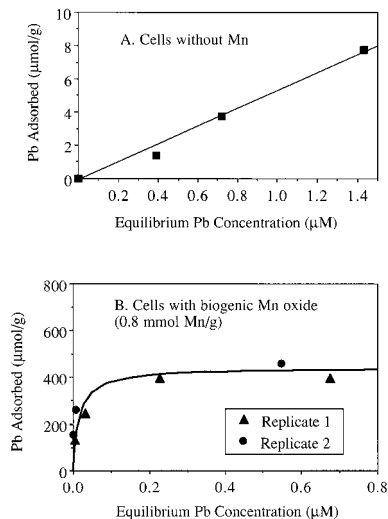 10
8
6
4
2
0
Pb Adsorbed (µmol/g)
A. Cells without Mn
0.2 0.4 0.6 0.8 1.0 1.2 1.4
Equilibrium Pb Concentration (µM)
800
600
400
200
0
Pb Adsorbed (µmol/g)
B. Cells with biogenic Mn oxide
(0.8 mmol Mn/g)
Replicate 1
Replicate 2
0.0 0.2 0.4 0.6 0.8
Equilibrium Pb Concentration (µM)